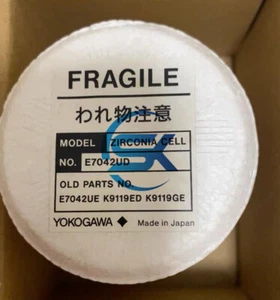 FRAGILE
われ物注意
MODEL ZIRCONIA CELL
NO. E7042UD
OLD PARTS NO.
E7042UE K9119ED K9119GE
YOKOGAWA Made in Japan
SK